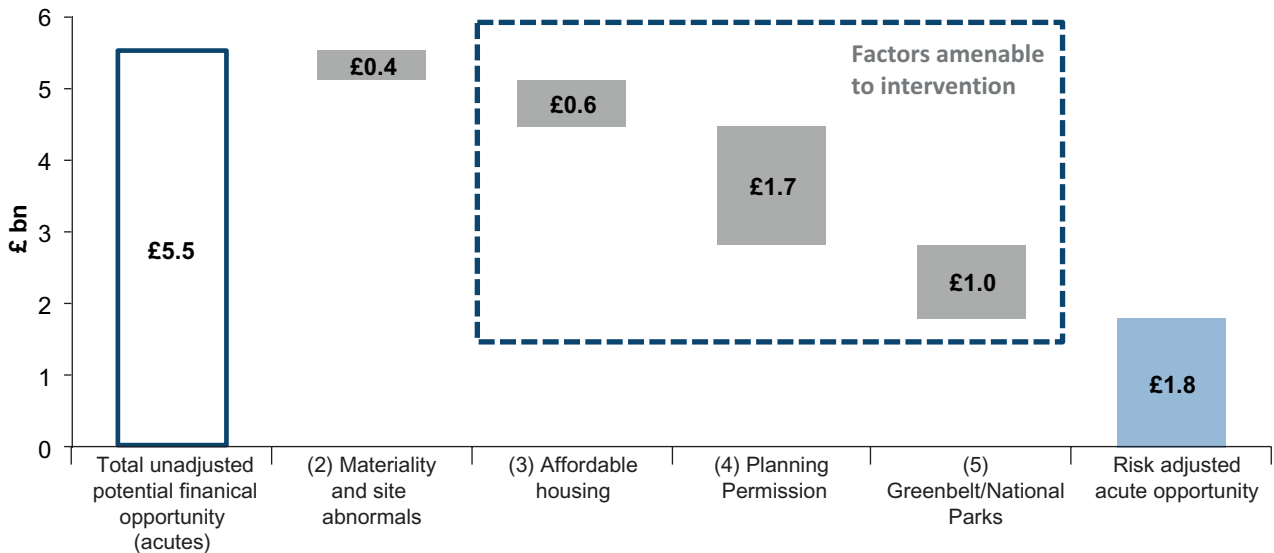 6
5
4
3
2
1
0
£ bn
Factors amenable
to intervention
£5.5
£0.4
£0.6
£1.7
£1.0
£1.8
Total unadjusted
potential finanical
opportunity
(acutes)
(2) Materiality
and site
abnormals
(3) Affordable
housing
(4) Planning
Permission
(5)
Greenbelt/National
Parks
Risk adjusted
acute opportunity